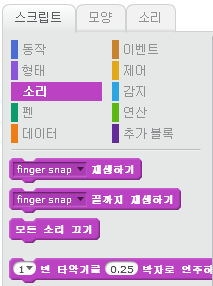 스크립트 모양 소리
동작 이벤트
형태 제어
소리 감지
펜 연산
데이터 추가 블록
finger snap 재생하기
finger snap 끝까지 재생하기
모든 소리 끄기
1 번 타악기를 0.25 박자로 연주하